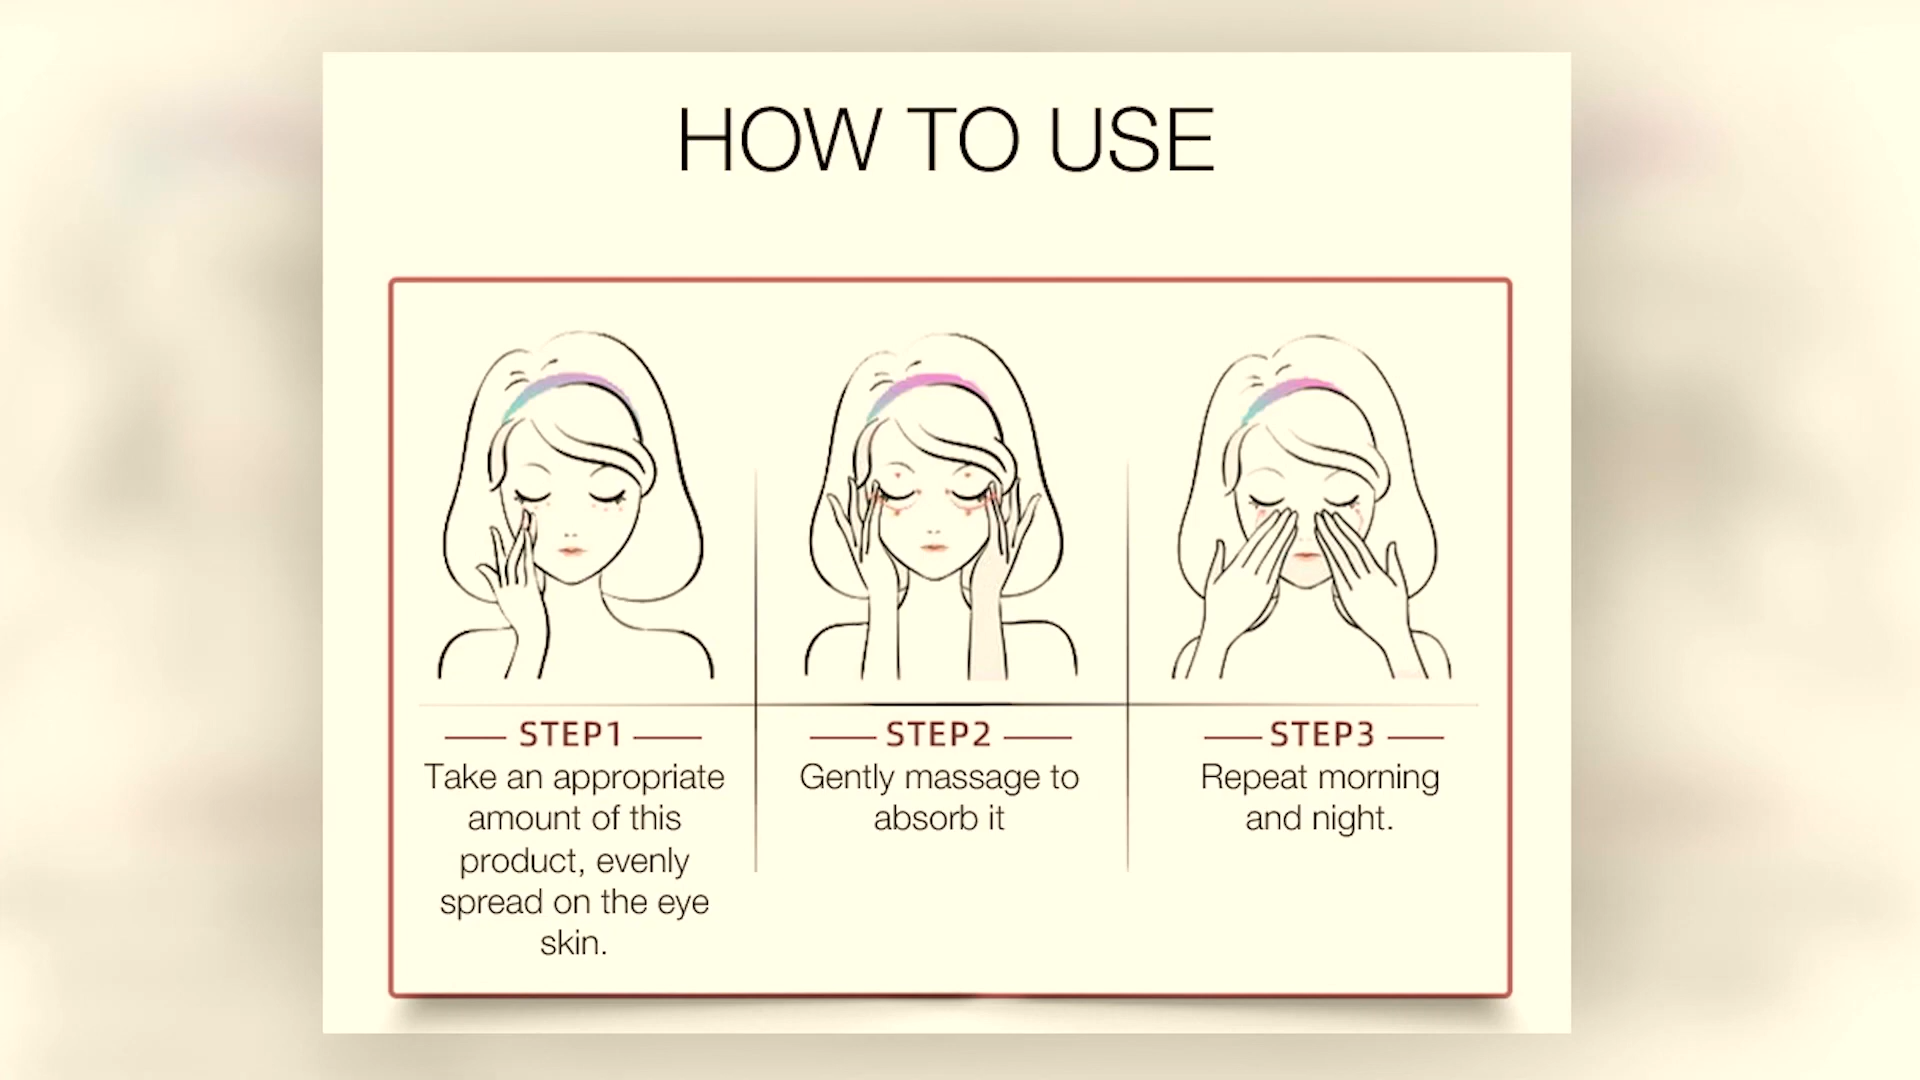 HOW TO USE
STEP1
Take an appropriate
amount of this
product, evenly
spread on the eye
skin.
STEP2
Gently massage to
absorb it
STEP3
Repeat morning
and night.